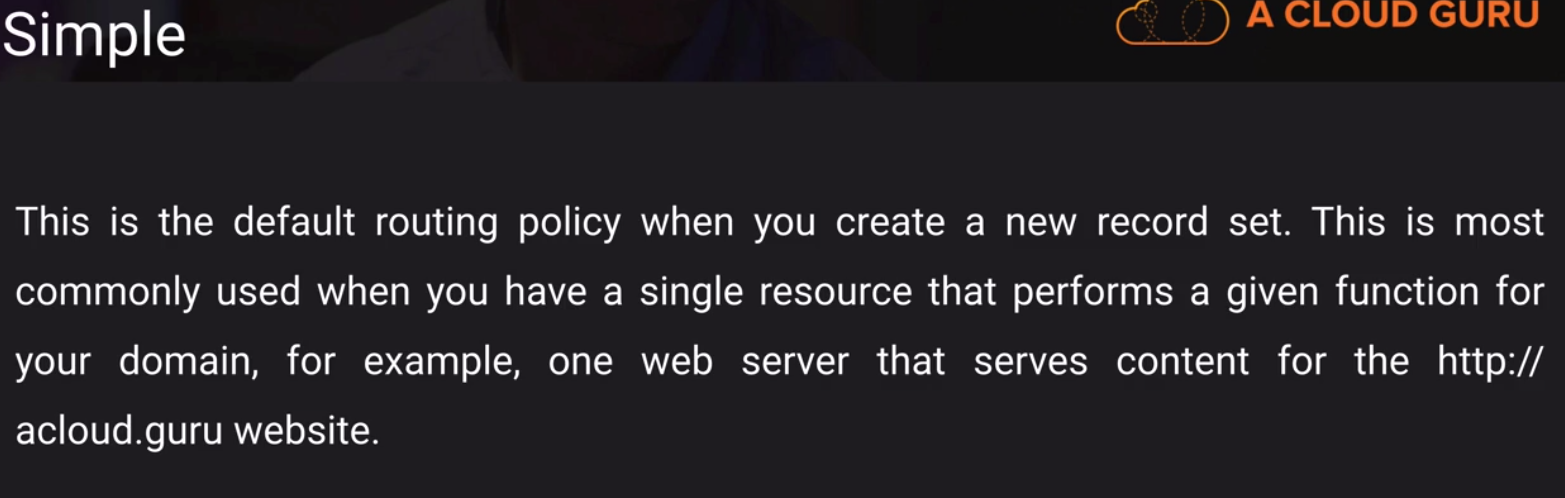 Simple
A CLOUD GURU
This is the default routing policy when you create a new record set. This is most
commonly used when you have a single resource that performs a given function for
your domain, for example, one web server that serves content for the http://
acloud.guru website.